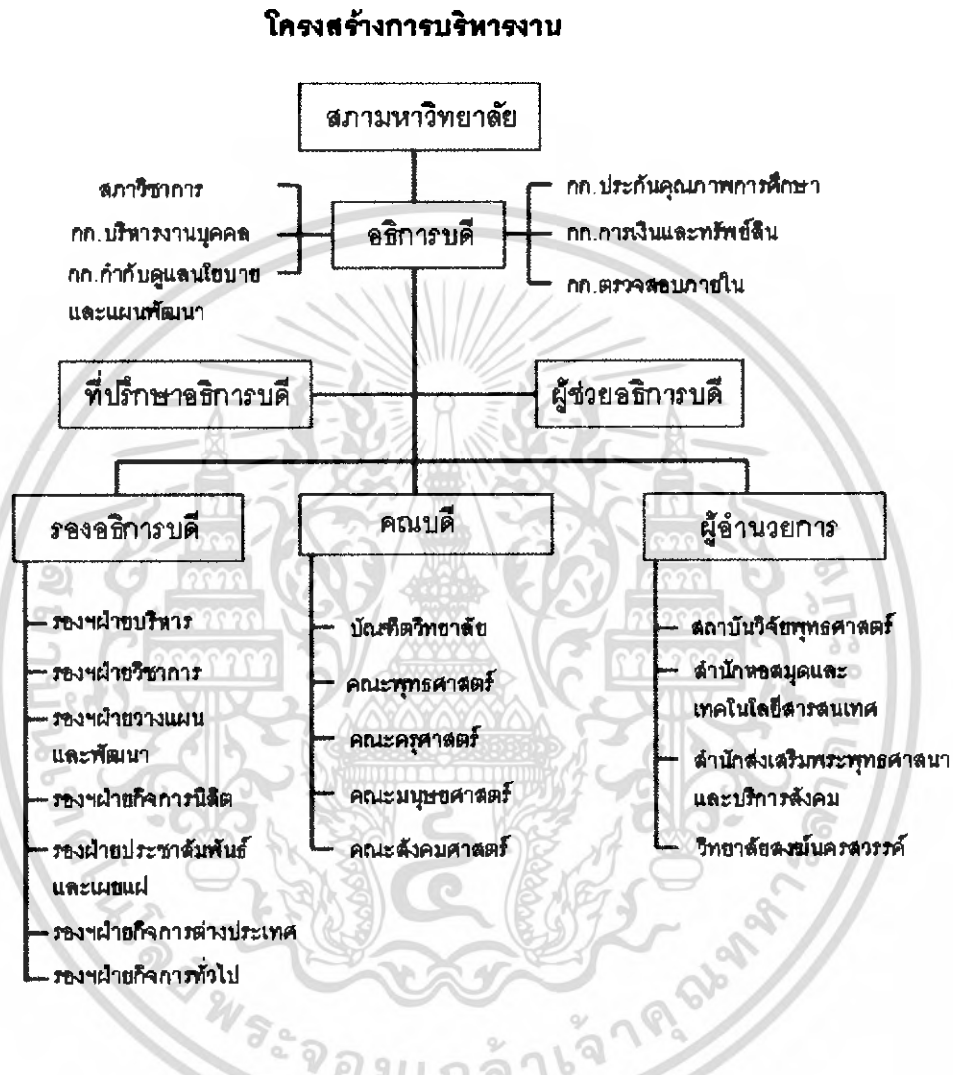 โครงสร้างการบริหารงาน
สภามหาวิทยาลัย
สภาวิชาการ
กก.บริหารงานบุคคล
กก.กำกับดูแลนโยบาย
และแผนพัฒนา
อธิการบดี
กก.ประกันคุณภาพการศึกษา
กก.การเงินและทรัพย์สิน
กก.ตรวจสอบภายใน
ที่ปรึกษาอธิการบดี
ผู้ช่วยอธิการบดี
รองอธิการบดี
รองฯฝ่ายบริหาร
รองฯฝ่ายวิชาการ
รองฯฝ่ายวางแผน
และพัฒนา
รองฯฝ่ายกิจการนิสิต
รองฝ่ายประชาสัมพันธ์
และเผยแผ่
รองฯฝ่ายกิจการต่างประเทศ
รองฯฝ่ายกิจการทั่วไป
คณบดี
บัณฑิตวิทยาลัย
คณะพุทธศาสตร์
คณะครุศาสตร์
คณะมนุษยศาสตร์
คณะสังคมศาสตร์
ผู้อำนวยการ
สถาบันวิจัยพุทธศาสตร์
สำนักหอสมุดและ
เทคโนโลยีสารสนเทศ
สำนักส่งเสริมพระพุทธศาสนา
และบริการสังคม
วิทยาลัยสงฆ์นครสวรรค์
พระจอมเกล้าเจ้าคุณทหาร